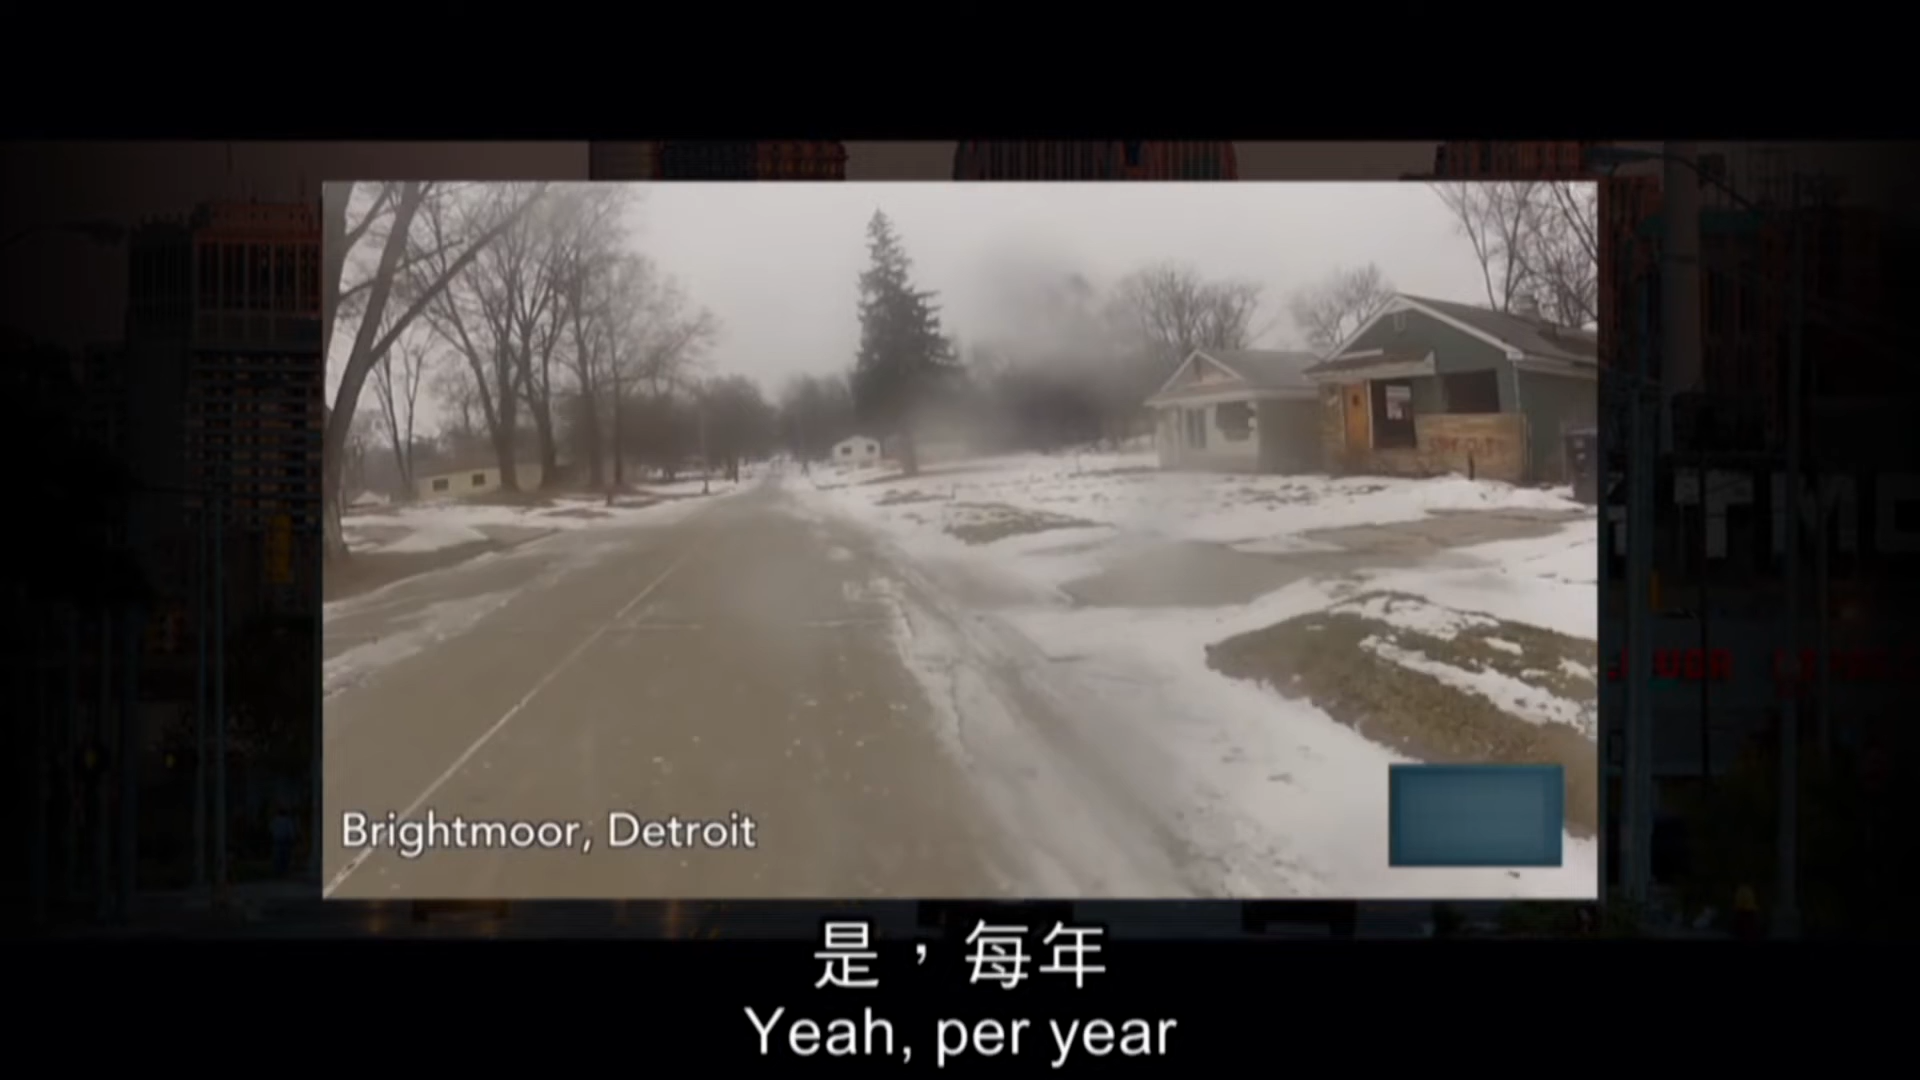 Brightmoor, Detroit
是，每年
Yeah, per year